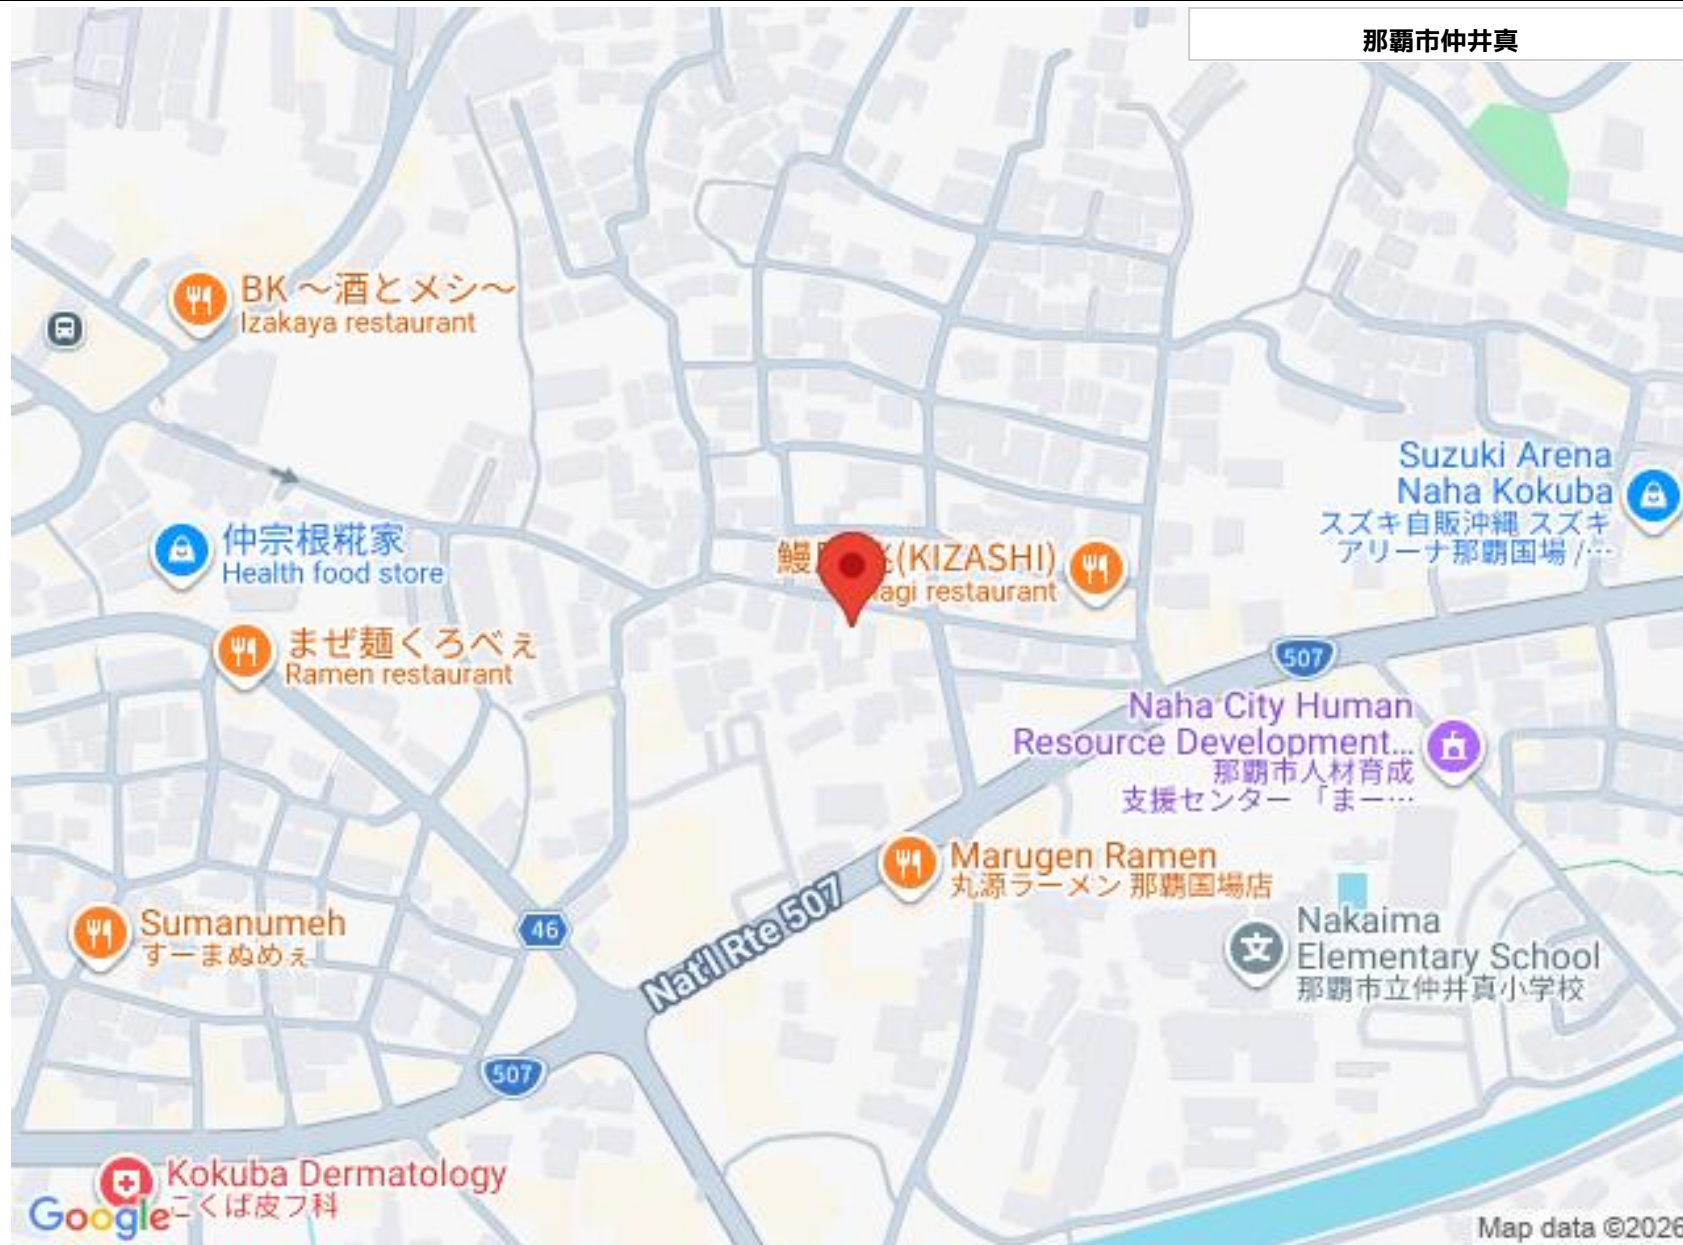 那覇市仲井真
BK ～酒とメシ～
Izakaya restaurant
Suzuki Arena
Naha Kokuba
スズキ自販沖縄 スズキ
アリーナ那覇国場 /…
仲宗根糀家
Health food store
(KIZASHI)
restaurant
まぜ麺くろべぇ
Ramen restaurant
507
Naha City Human
Resource Development...
那覇市人材育成
支援センター 「まー…
Marugen Ramen
丸源ラーメン 那覇国場店
Nat'l Rte 507
46
Sumanumeh
すーまぬめぇ
Nakaima
Elementary School
那覇市立仲井真小学校
文
507
Kokuba Dermatology
こくば皮フ科
Google
Map data ©2026